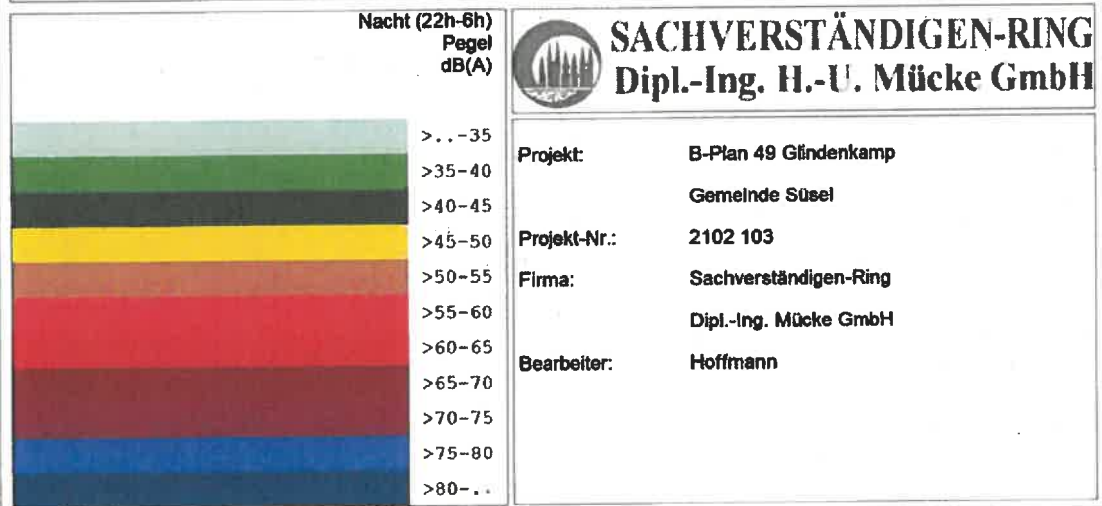 Nacht (22h-6h)
Pegel
dB(A)
>..-35
>35-40
>40-45
>45-50
>50-55
>55-60
>60-65
>65-70
>70-75
>75-80
>80-..
SACHVERSTÄNDIGEN-RING
Dipl.-Ing. H.-U. Mücke GmbH
Projekt: B-Plan 49 Glindenkamp
Gemeinde Süsel
Projekt-Nr.: 2102 103
Firma: Sachverständigen-Ring
Dipl.-Ing. Mücke GmbH
Bearbeiter: Hoffmann